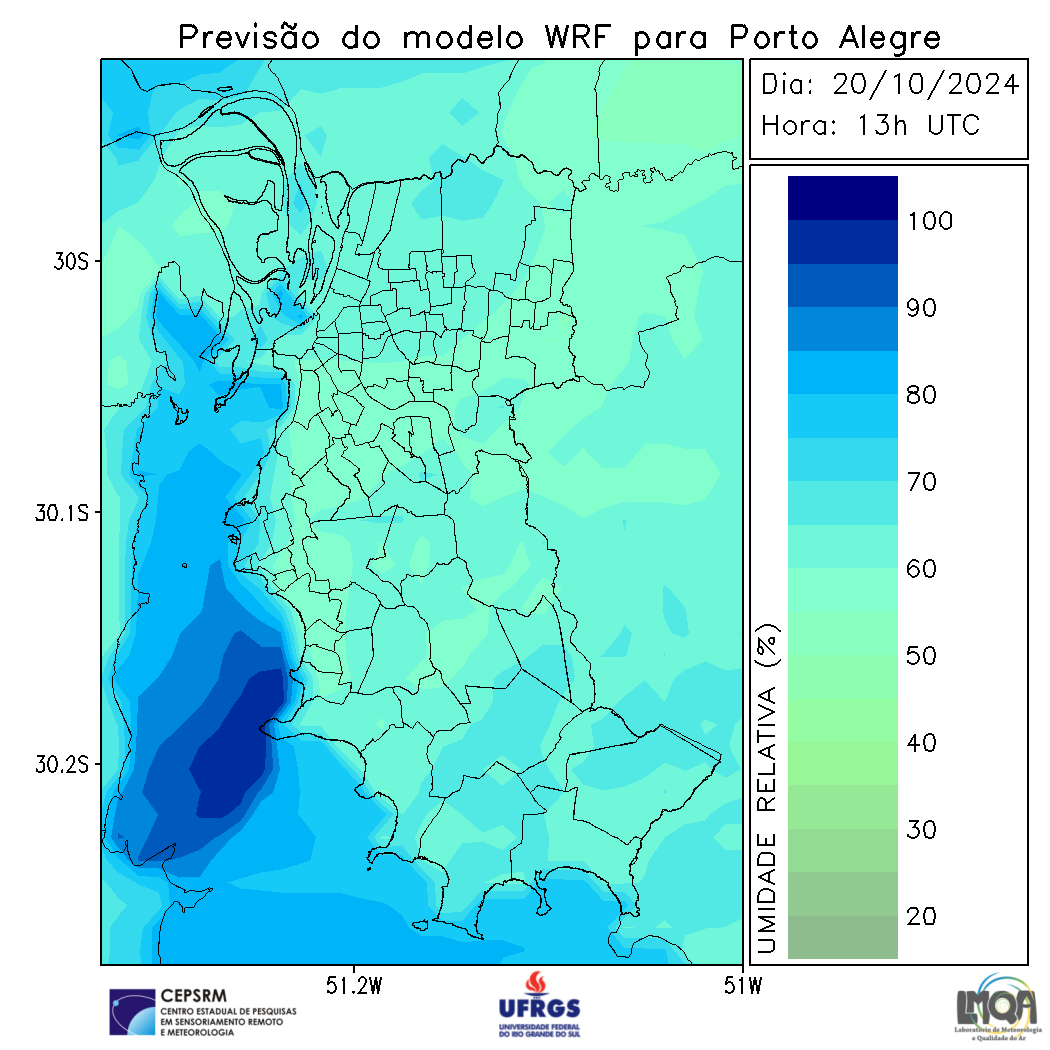 Previsão do modelo WRF para Porto Alegre
Dia: 20/10/2024
Hora: 13h UTC
30S
30.1S
30.2S
51.2W
51W
100
90
80
70
60
50
40
30
20
UMIDADE RELATIVA (%)
CEPSRM
CENTRO ESTADUAL DE PESQUISAS
EM SENSORIAMENTO REMOTO
E METEOROLOGIA
UFRGS
UNIVERSIDADE FEDERAL
DO RIO GRANDE DO SUL
LMQA
Laboratório de Meteorologia
e Qualidade do Ar